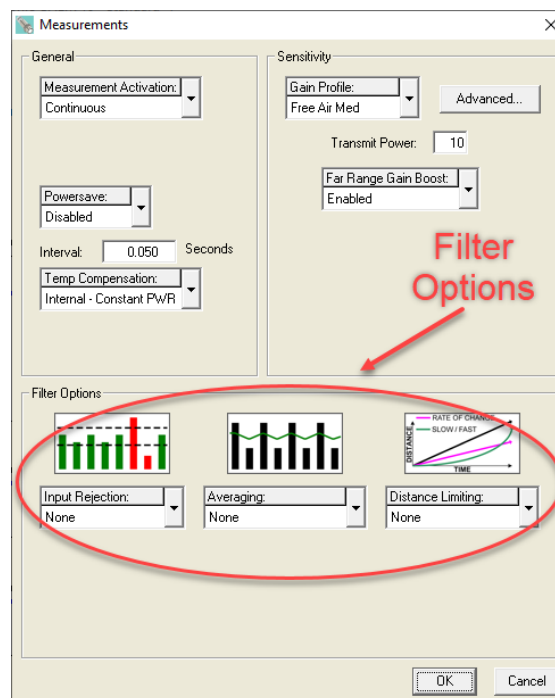 Measurements
General
Measurement Activation:
Continuous
Powersave:
Disabled
Interval: 0.050 Seconds
Temp Compensation:
Internal - Constant PWR
Sensitivity
Gain Profile:
Free Air Med
Advanced...
Transmit Power: 10
Far Range Gain Boost:
Enabled
Filter
Options
Filter Options
DISTANCE
RATE OF CHANGE
SLOW / FAST
TIME
Input Rejection:
None
Averaging:
None
Distance Limiting:
None
OK
Cancel